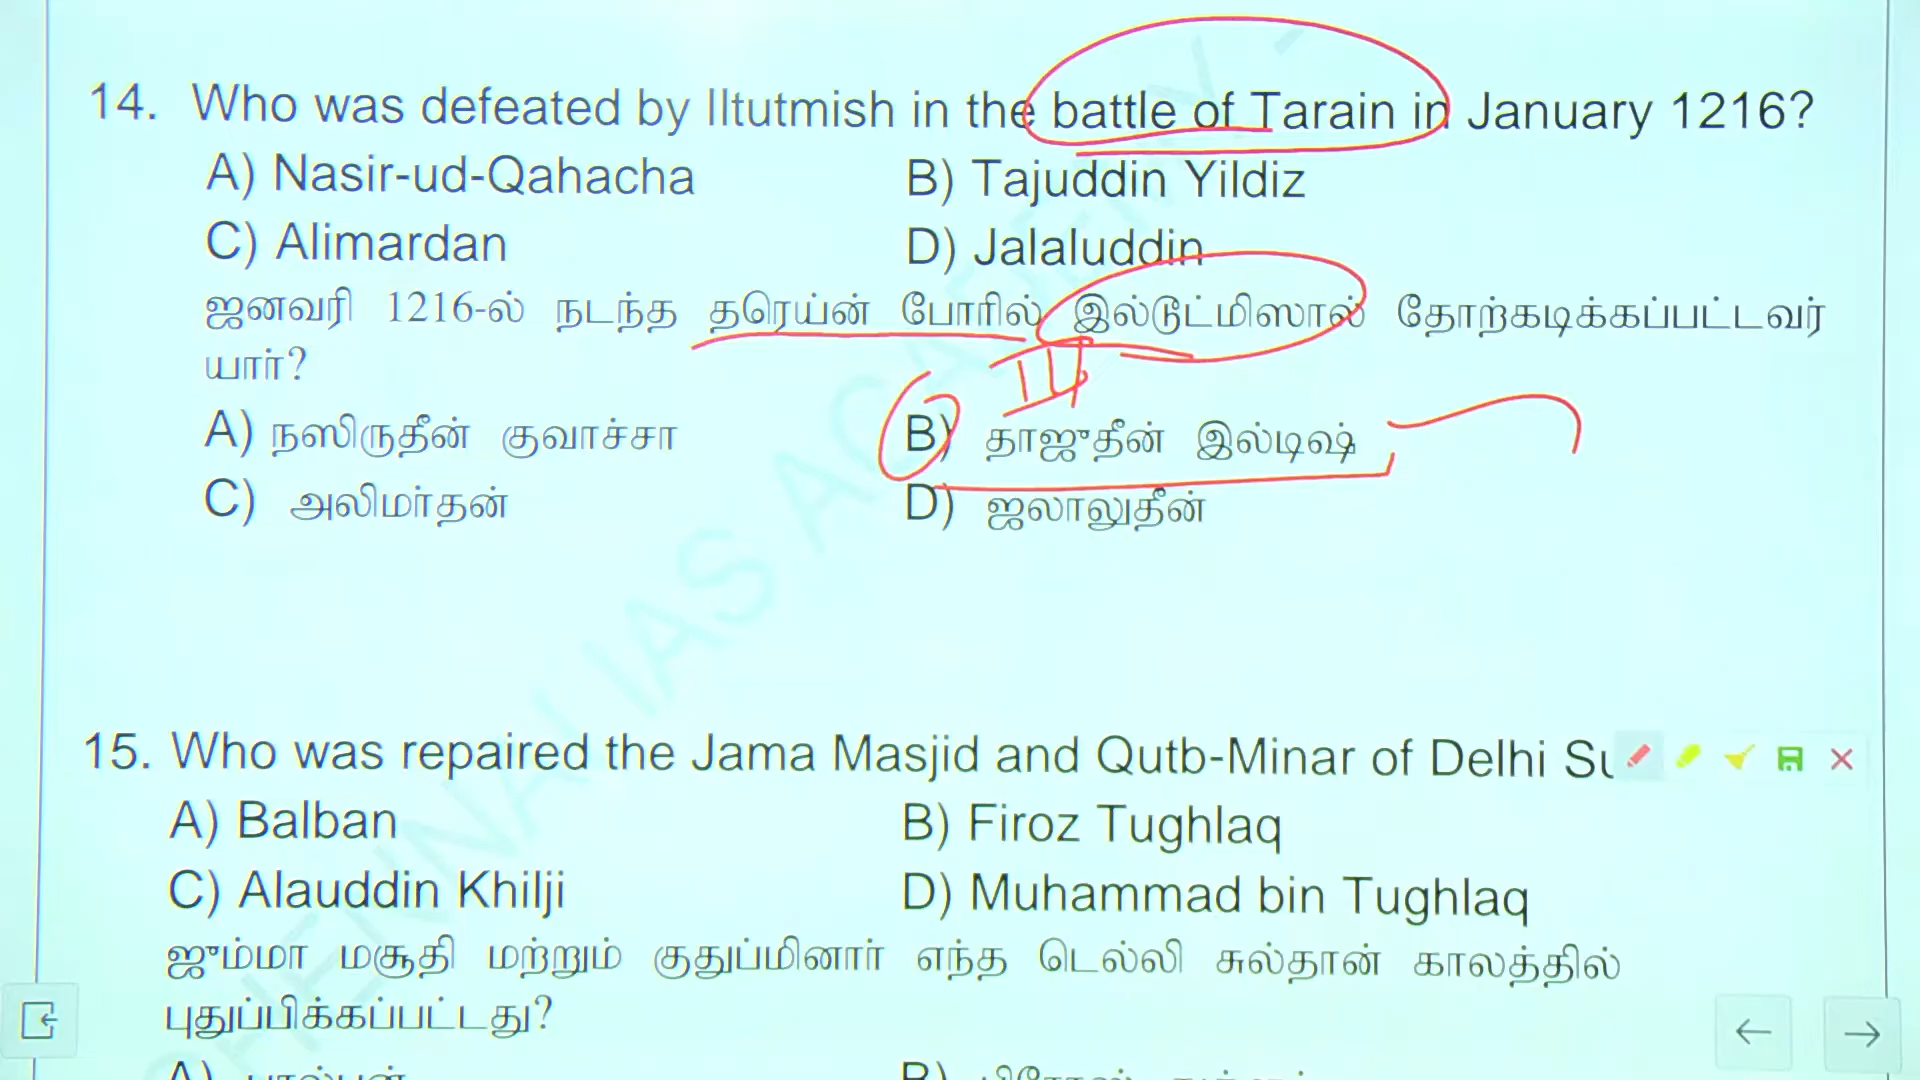 14. Who was defeated by Iltutmish in the battle of Tarain in January 1216?
A) Nasir-ud-Qahacha B) Tajuddin Yildiz
C) Alimardan D) Jalaluddin
ஜனவரி 1216-ல் நடந்த தரெய்ன் போரில் இல்டூட்மிஸால் தோற்கடிக்கப்பட்டவர்
யார்?
A) நஸிருதீன் குவாச்சா B) தாஜுதீன் இல்டிஷ்
C) அலிமர்தன் D) ஜலாலுதீன்
15. Who was repaired the Jama Masjid and Qutb-Minar of Delhi
A) Balban B) Firoz Tughlaq
C) Alauddin Khilji D) Muhammad bin Tughlaq
ஜும்மா மசூதி மற்றும் குதுப்மினார் எந்த டெல்லி சுல்தான் காலத்தில்
புதுப்பிக்கப்பட்டது?
CHENNAI IAS ACADEMY -